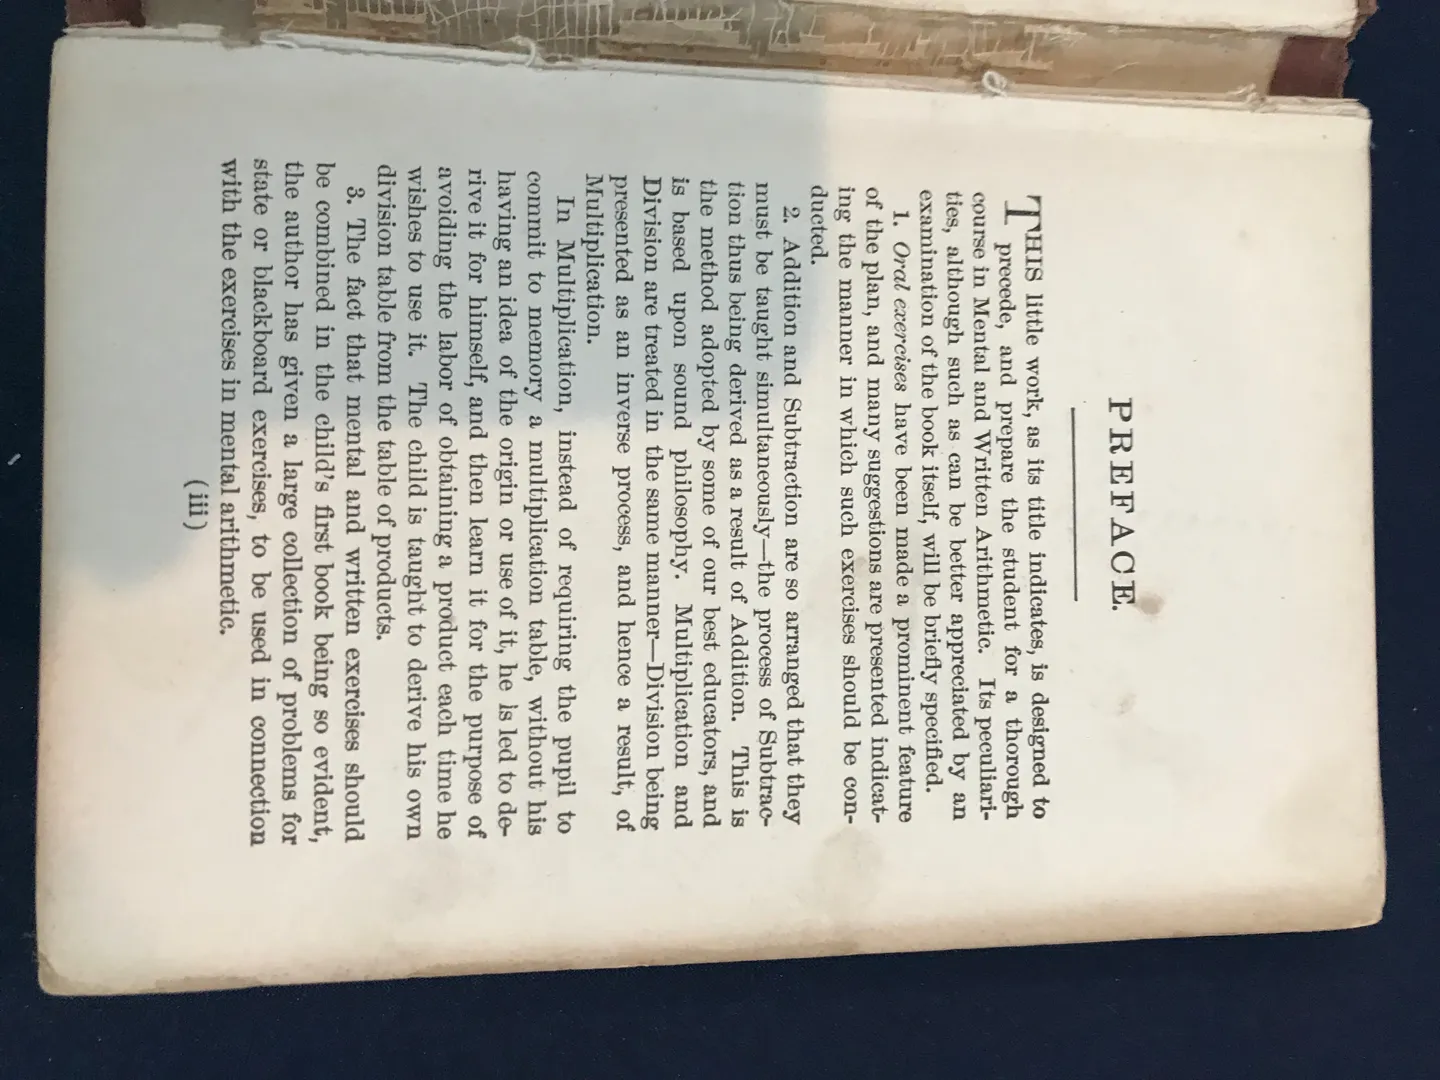 PREFACE.
THIS little work, as its title indicates, is designed to
precede, and prepare the student for a thorough
course in Mental and Written Arithmetic. Its peculiari-
ties, although such as can be better appreciated by an
examination of the book itself, will be briefly specified.
1. Oral exercises have been made a prominent feature
of the plan, and many suggestions are presented indicat-
ing the manner in which such exercises should be con-
ducted.
2. Addition and Subtraction are so arranged that they
must be taught simultaneously—the process of Subtrac-
tion thus being derived as a result of Addition. This is
the method adopted by some of our best educators, and
is based upon sound philosophy. Multiplication and
Division are treated in the same manner—Division being
presented as an inverse process, and hence a result, of
Multiplication.
In Multiplication, instead of requiring the pupil to
commit to memory a multiplication table, without his
having an idea of the origin or use of it, he is led to de-
rive it for himself, and then learn it for the purpose of
avoiding the labor of obtaining a product each time he
wishes to use it. The child is taught to derive his own
division table from the table of products.
3. The fact that mental and written exercises should
be combined in the child's first book being so evident,
the author has given a large collection of problems for
state or blackboard exercises, to be used in connection
with the exercises in mental arithmetic.
(iii)